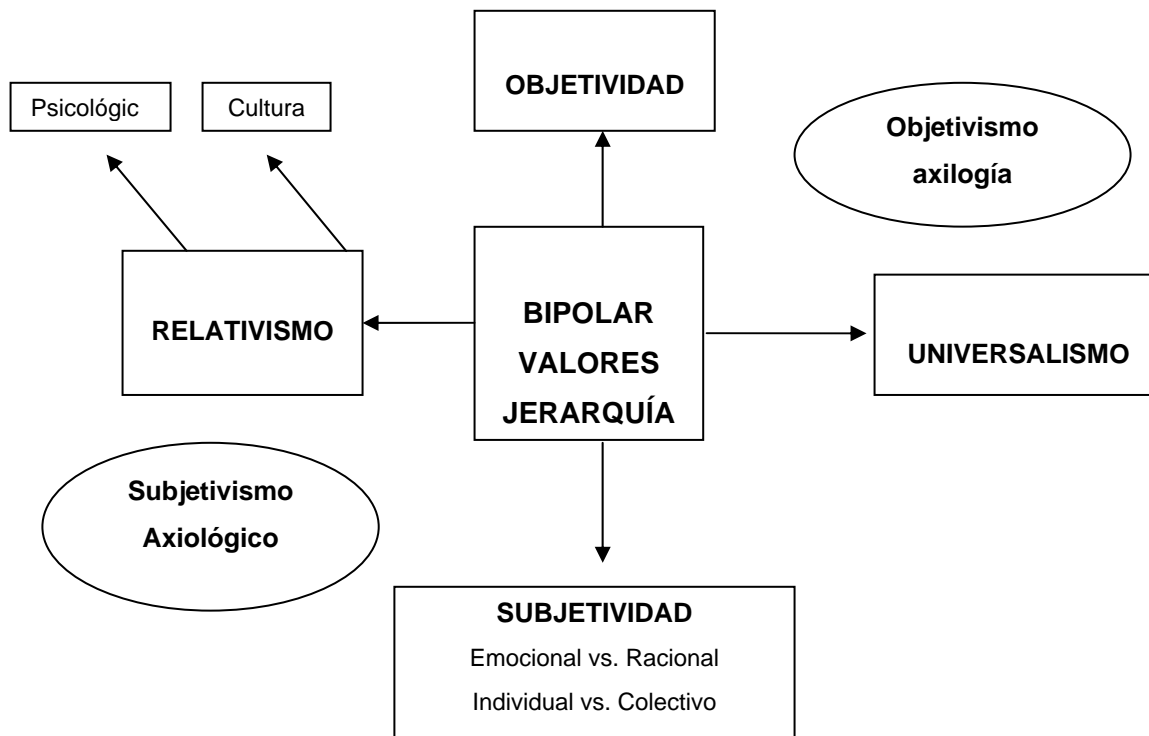 OBJETIVIDAD
Psicológic
Cultura
Objetivismo
axilogía
RELATIVISMO
BIPOLAR
VALORES
JERARQUÍA
UNIVERSALISMO
Subjetivismo
Axiológico
SUBJETIVIDAD
Emocional vs. Racional
Individual vs. Colectivo